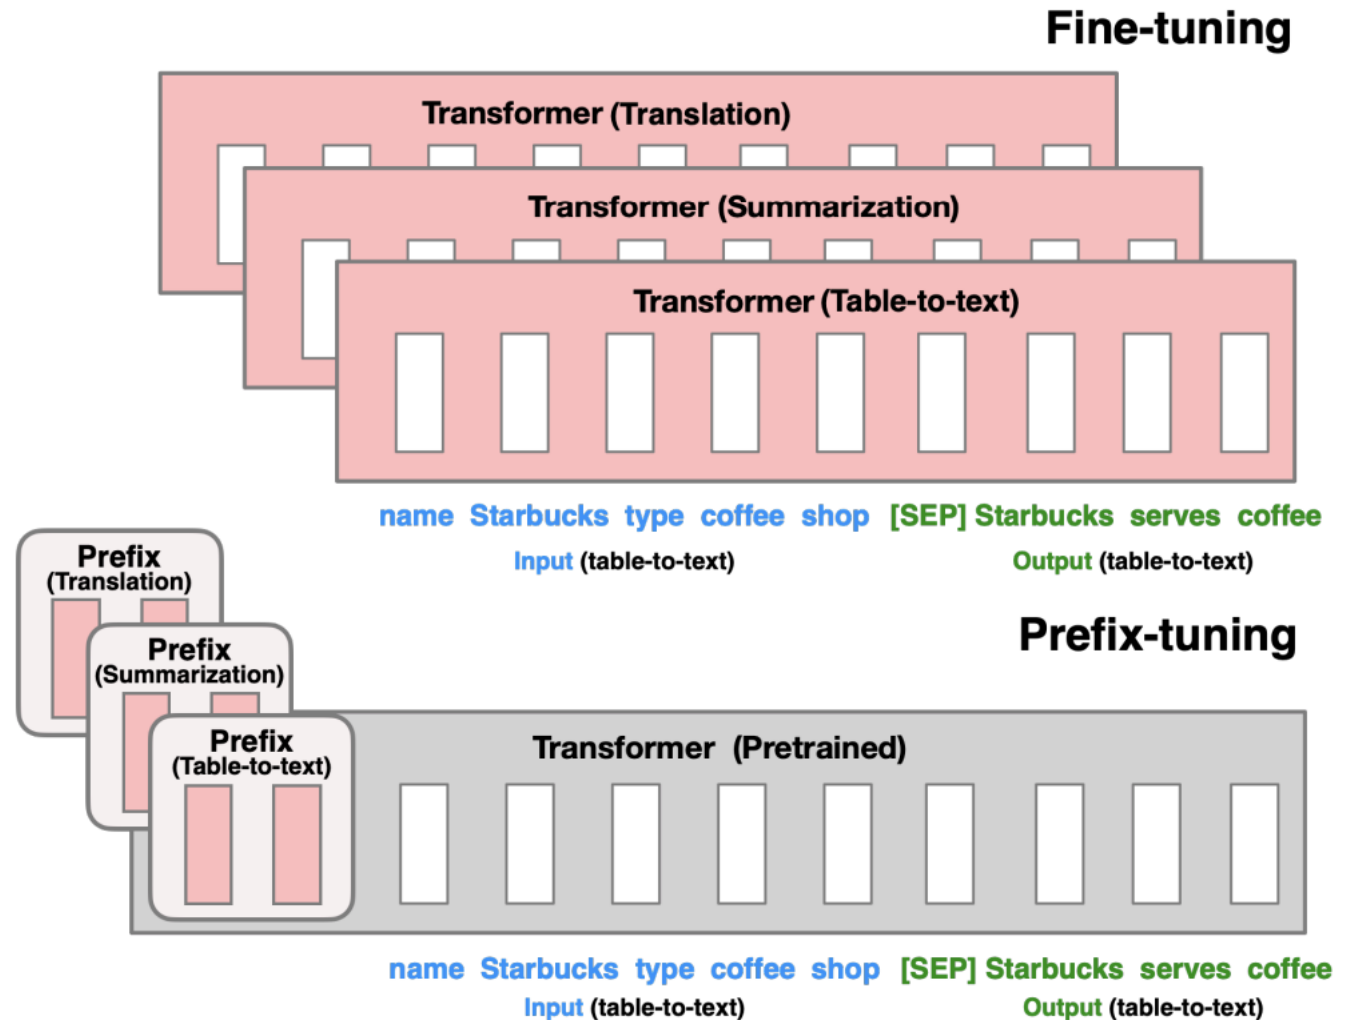 Fine-tuning
Transformer (Translation)
Transformer (Summarization)
Transformer (Table-to-text)
name Starbucks type coffee shop [SEP] Starbucks serves coffee
Input (table-to-text) Output (table-to-text)
Prefix
(Translation)
Prefix-tuning
Prefix
(Summarization)
Prefix
(Table-to-text)
Transformer (Pretrained)
name Starbucks type coffee shop [SEP] Starbucks serves coffee
Input (table-to-text) Output (table-to-text)